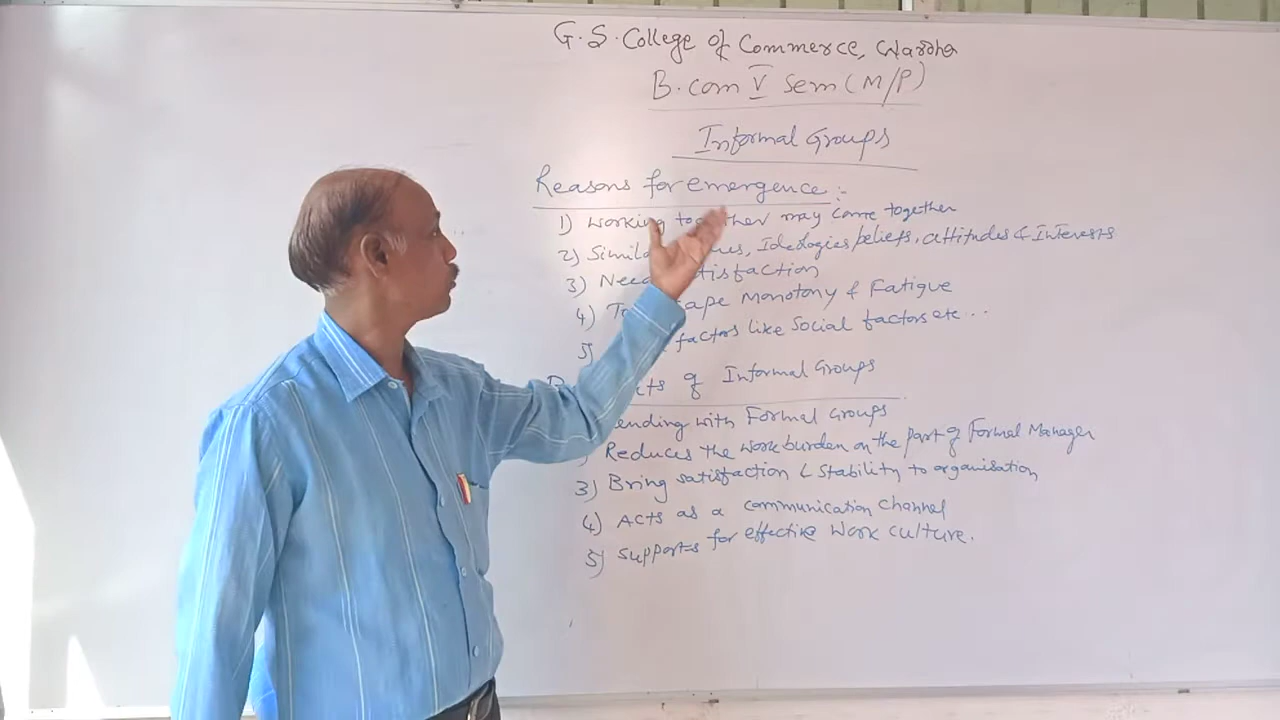 G.S. College of Commerce, Wardha
B.com V Sem (M/P)
Informal Groups
Reasons for emergence :-
1) Working together may come together
2) Ideologies/beliefs, attitudes & Interests
3)
4) Monotony & Fatigue
5) factors like Social factors etc...
of Informal Groups
with Formal Groups
Reduces the work burden on the part of Formal Manager
3) Bring satisfaction & Stability to organisation
4) Acts as a communication Channel
5) Supports for effective work culture.